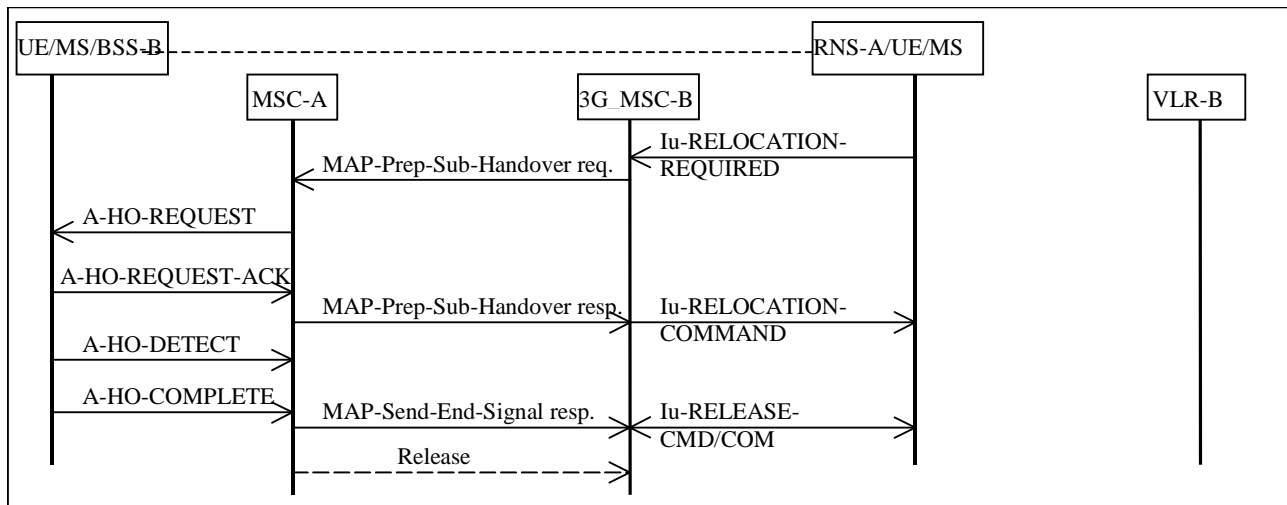 UE/MS/BSS-B
RNS-A/UE/MS
MSC-A
3G_MSC-B
VLR-B
Iu-RELOCATION-
REQUIRED
MAP-Prep-Sub-Handover req.
A-HO-REQUEST
A-HO-REQUEST-ACK
MAP-Prep-Sub-Handover resp.
Iu-RELOCATION-
COMMAND
A-HO-DETECT
A-HO-COMPLETE
MAP-Send-End-Signal resp.
Iu-RELEASE-
CMD/COM
Release